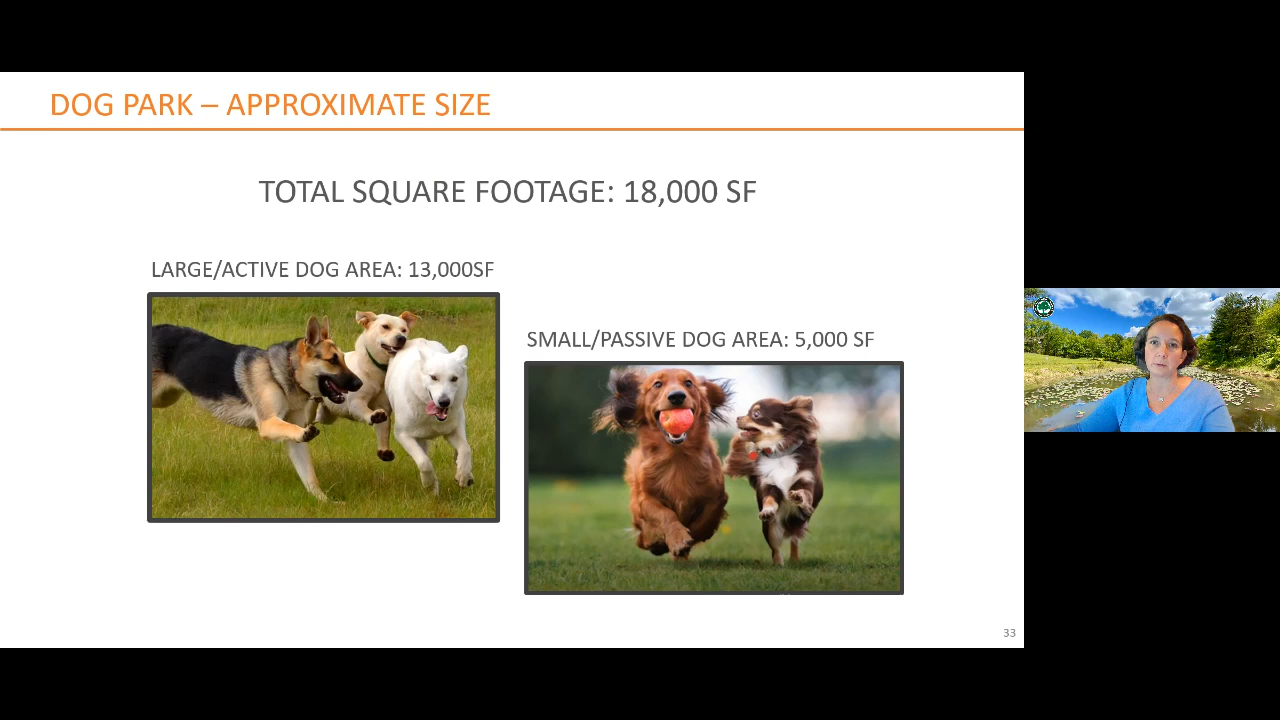 DOG PARK – APPROXIMATE SIZE
TOTAL SQUARE FOOTAGE: 18,000 SF
LARGE/ACTIVE DOG AREA: 13,000SF
SMALL/PASSIVE DOG AREA: 5,000 SF
33